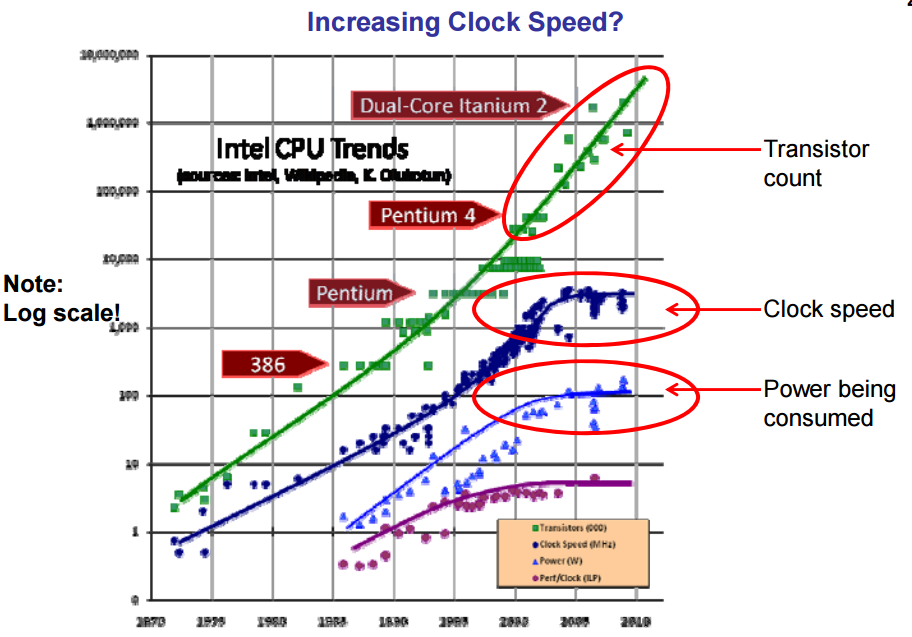 Increasing Clock Speed?
10,000,000
Dual-Core Itanium 2
1,000,000
Intel CPU Trends
(sources: Intel, Wikipedia, K. Olukotun)
Transistor
count
100,000
Pentium 4
10,000
Note:
Log scale!
Pentium
Clock speed
1,000
386
100
Power being
consumed
10
1
Transistors (000)
Clock Speed (MHz)
Power (W)
Perf/Clock (ILP)
0
1970 1975 1980 1985 1990 1995 2000 2005 2010